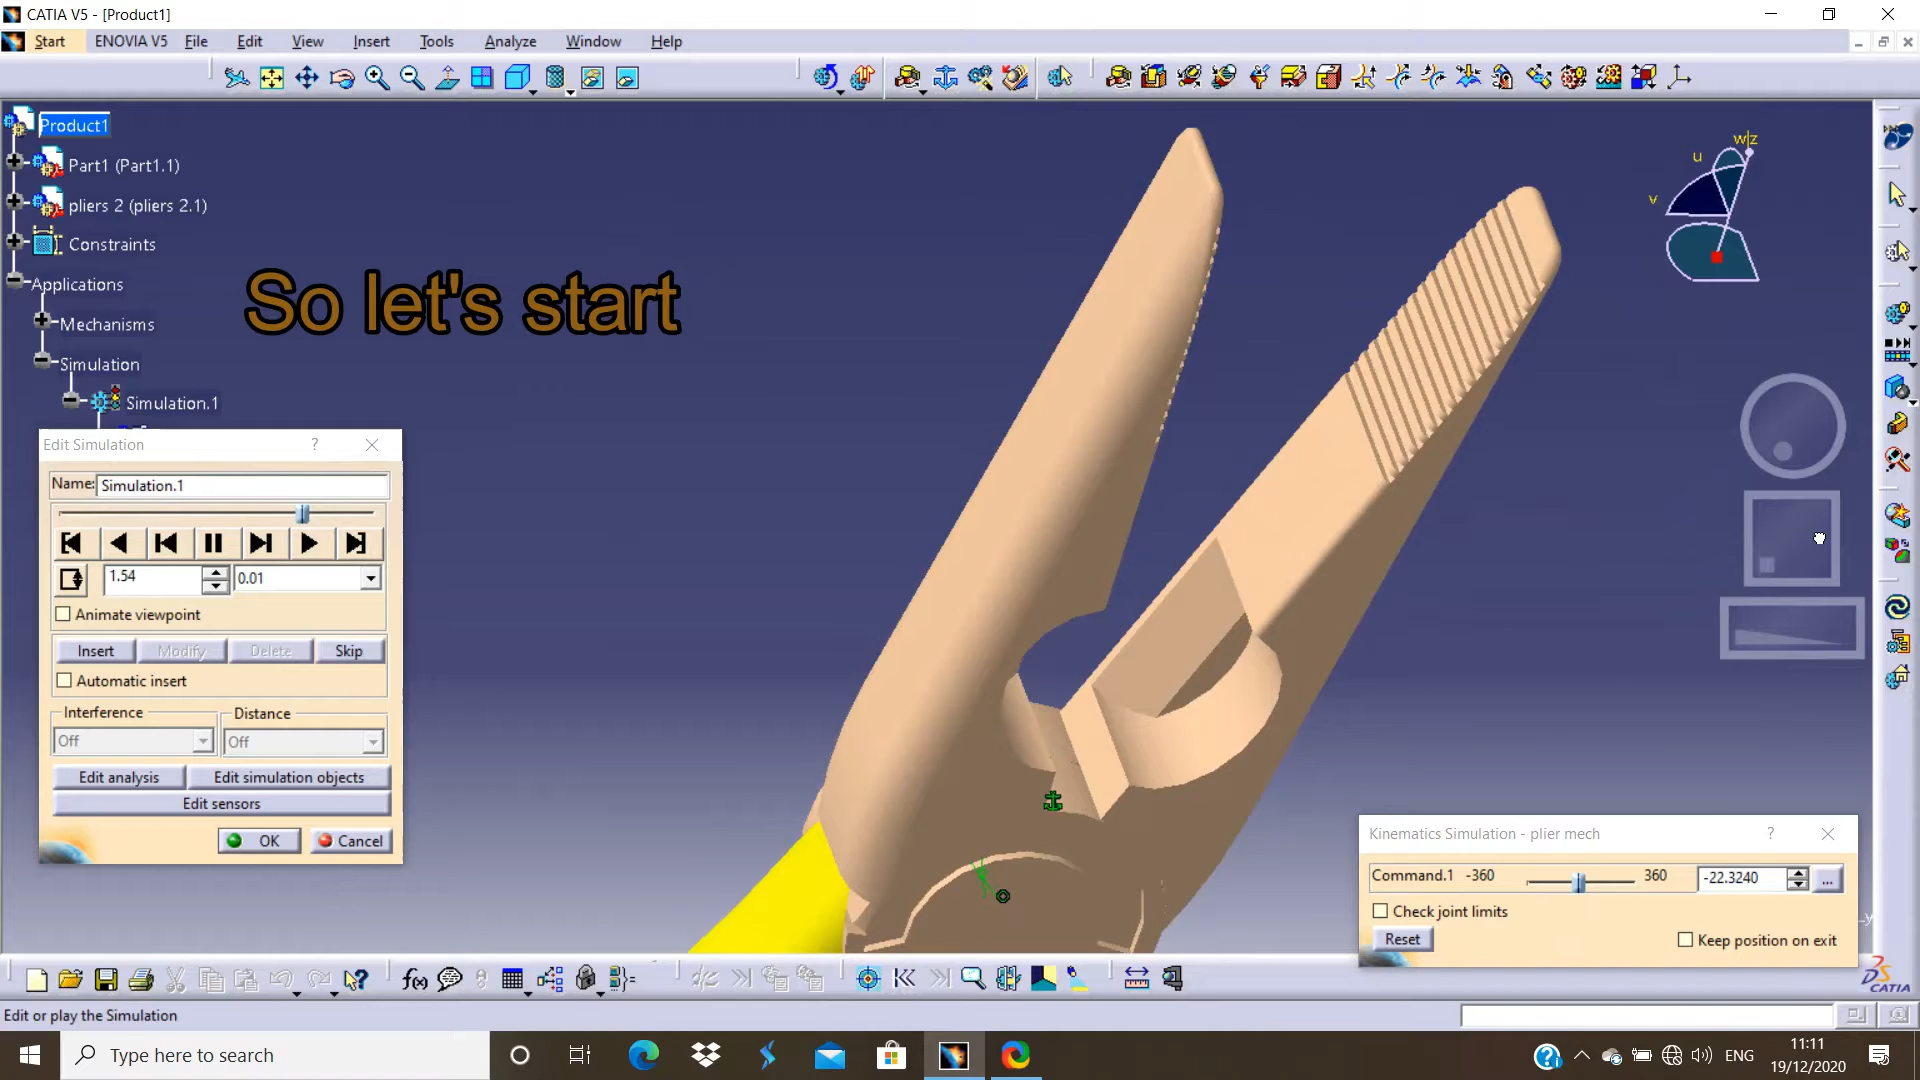 CATIA V5 - [Product1]
Start ENOVIA V5 File Edit View Insert Tools Analyze Window Help
Product1
Part1 (Part1.1)
pliers 2 (pliers 2.1)
Constraints
Applications
Mechanisms
Simulation
Simulation.1
So let's start
w|z
u
v
Edit Simulation ?
Name: Simulation.1
1.54 0.01
Animate viewpoint
Insert Modify Delete Skip
Automatic insert
Interference Distance
Off Off
Edit analysis Edit simulation objects
Edit sensors
OK Cancel
Kinematics Simulation - plier mech ?
Command.1 -360 360 -22.3240 ...
Check joint limits
Reset Keep position on exit
y
f(x)
CATIA
Edit or play the Simulation
Type here to search
ENG
11:11
19/12/2020